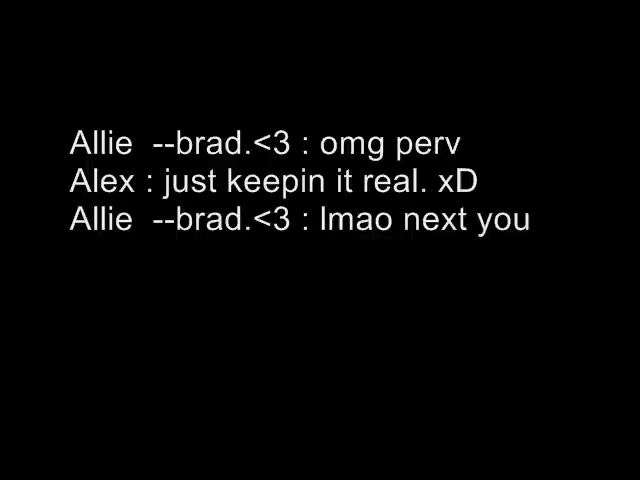 Allie  --brad.<3 : omg perv
Alex : just keepin it real. xD
Allie  --brad.<3 : lmao next you